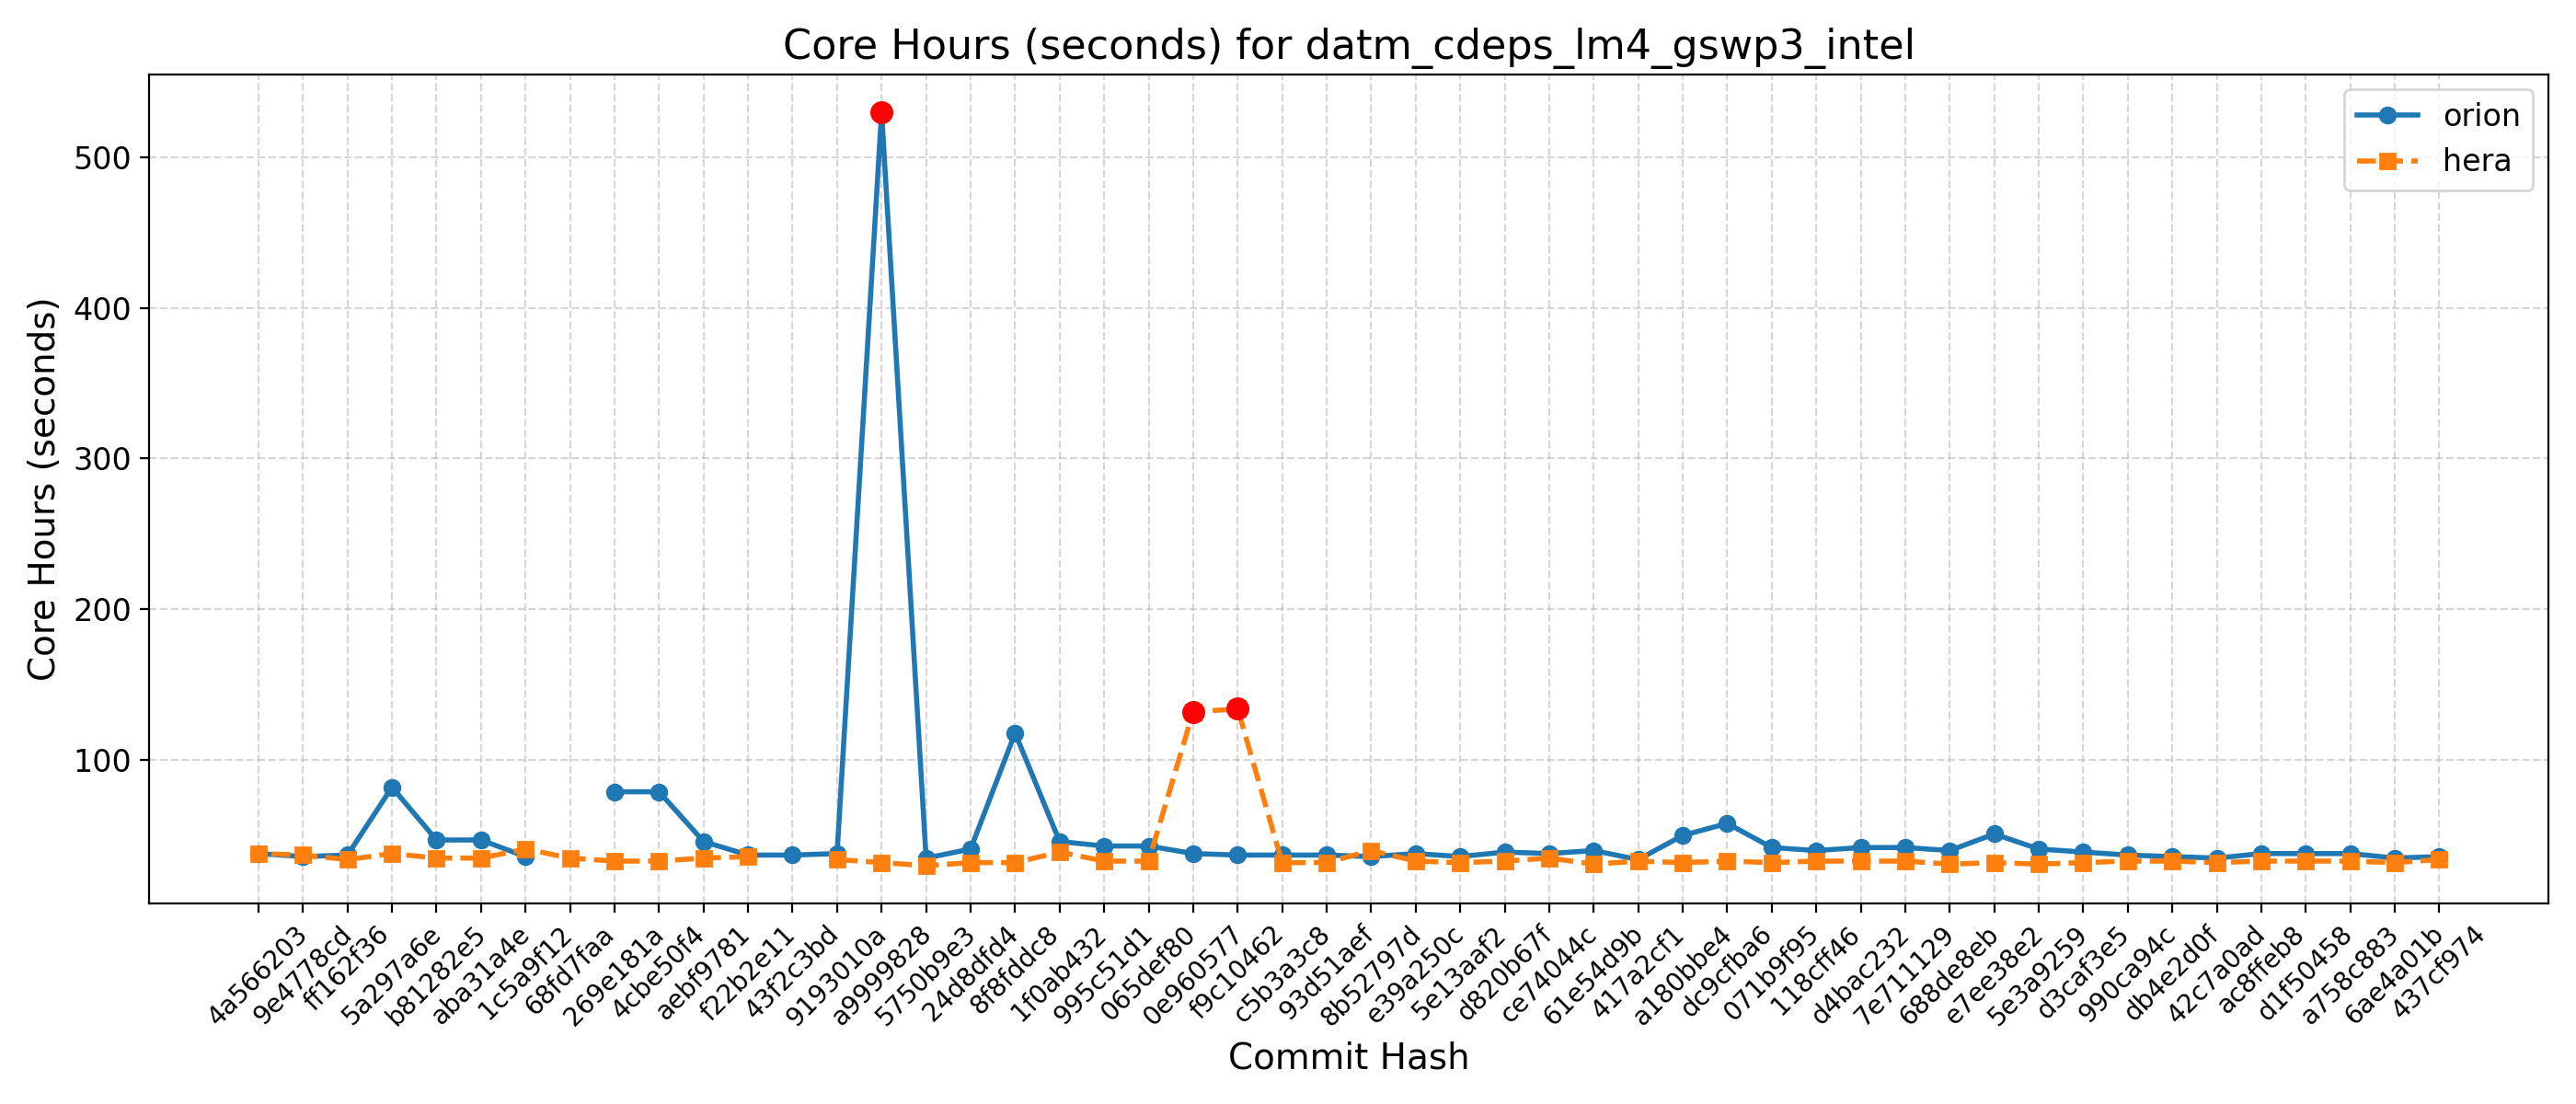 Core Hours (seconds) for datm_cdeps_lm4_gswp3_intel
Core Hours (seconds)
500
400
300
200
100
orion
hera
4a566203
9e4778cd
ff162f36
5a297a6e
b81282e5
aba31a4e
1c5a9f12
68fd7faa
269e181a
4cbe50f4
aebf9781
f22b2e11
43f2c3bd
9193010a
a9999828
5750b9e3
24d8dfd4
8f8fddc8
1f0ab432
995c51d1
065def80
0e960577
f9c10462
c5b3a3c8
93d51aef
8b52797d
e39a250c
5e13aaf2
d820b67f
ce74044c
61e54d9b
417a2cf1
a180bbe4
dc9cfba6
071b9f95
118cff46
d4bac232
7e711129
688de8eb
e7ee38e2
5e3a9259
d3caf3e5
990ca94c
db4e2d0f
42c7a0ad
ac8ffeb8
d1f50458
a758c883
6ae4a01b
437cf974
Commit Hash